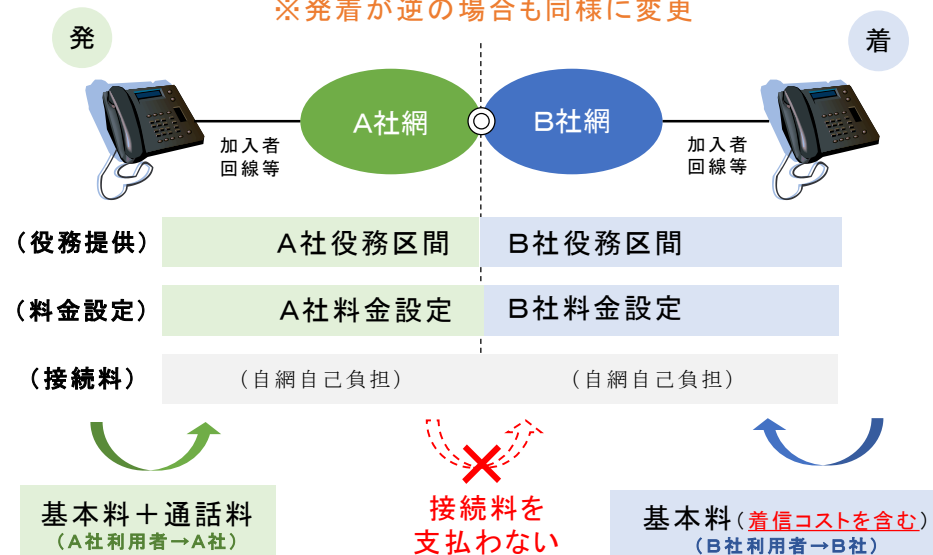 ※発着が逆の場合も同様に変更
発
着
A社網
B社網
加入者
回線等
加入者
回線等
(役務提供)
A社役務区間
B社役務区間
(料金設定)
A社料金設定
B社料金設定
(接続料)
(自網自己負担)
(自網自己負担)
基本料+通話料
(A社利用者→A社)
接続料を
支払わない
基本料(着信コストを含む)
(B社利用者→B社)